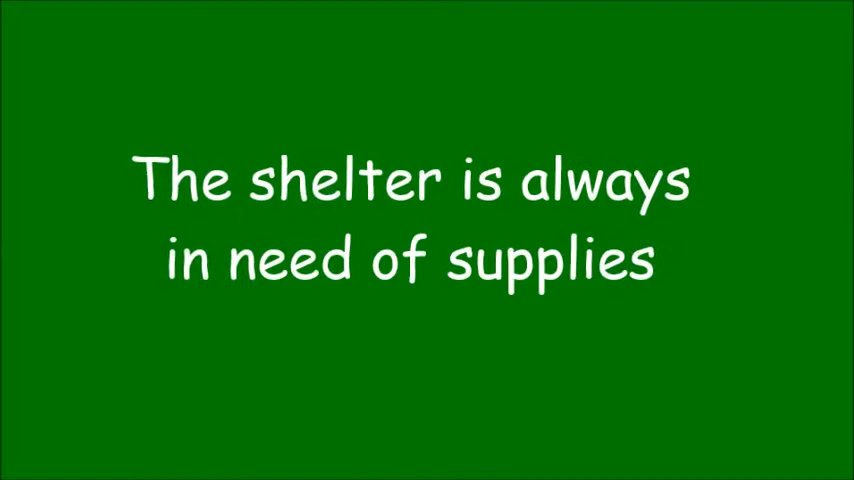 The shelter is always
in need of supplies